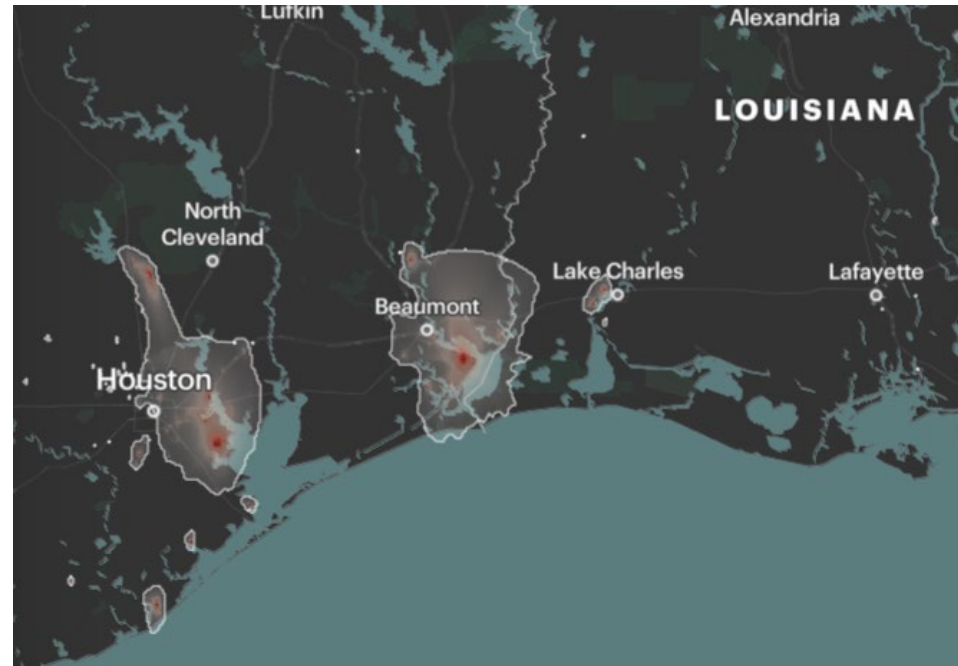 Lufkin
Alexandria
LOUISIANA
North
Cleveland
Lake Charles
Lafayette
Beaumont
Houston